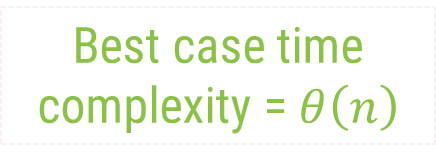 Best case time
complexity = θ(n)